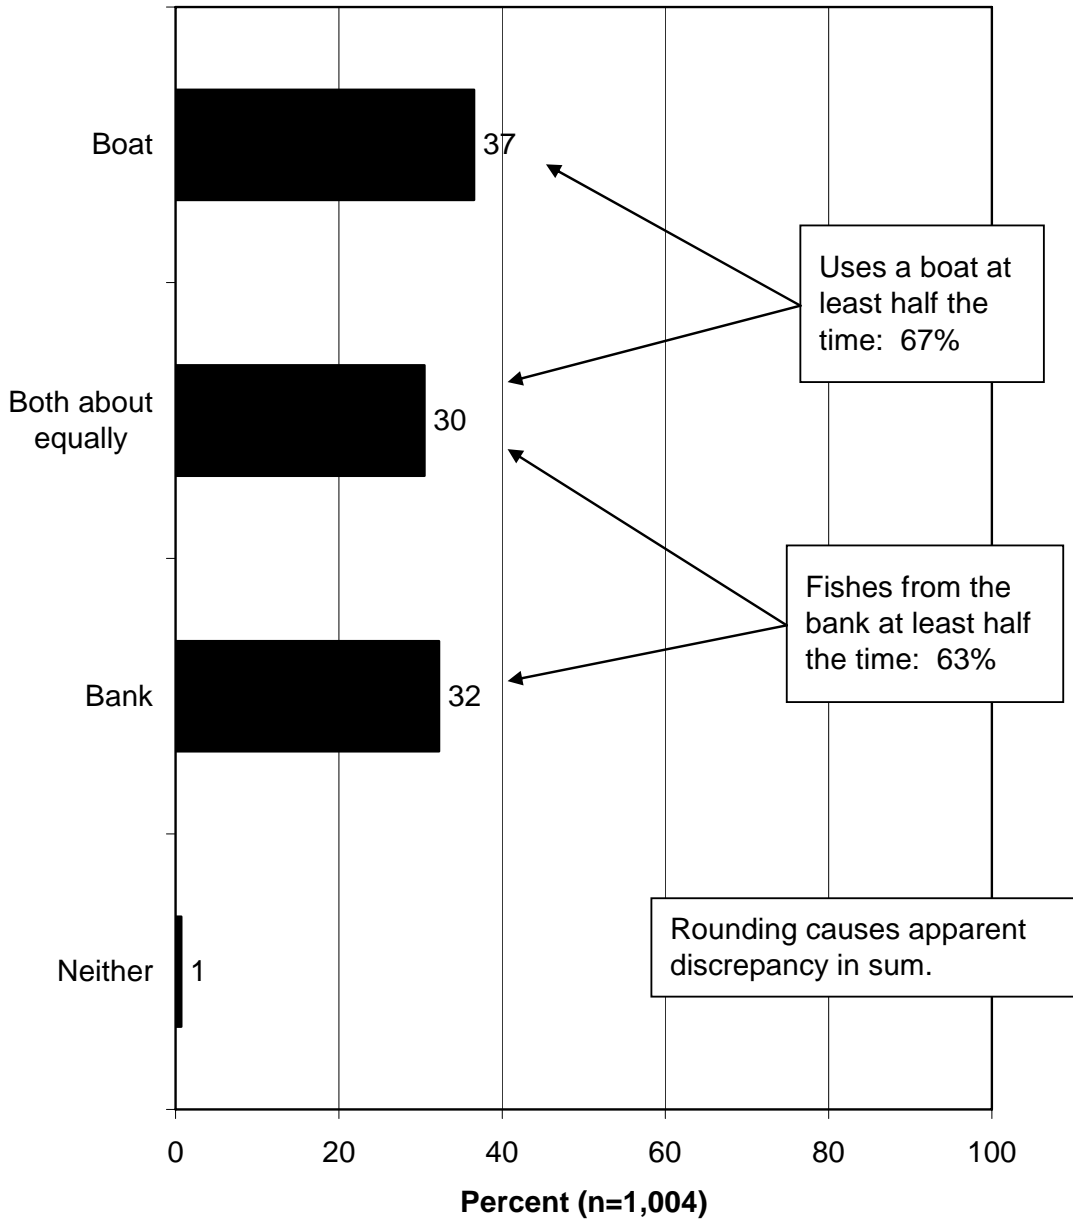 Boat
37
Uses a boat at
least half the
time:  67%
Both about
equally
30
Fishes from the
bank at least half
the time:  63%
Bank
32
Rounding causes apparent
discrepancy in sum.
Neither
1
0 20 40 60 80 100
Percent (n=1,004)